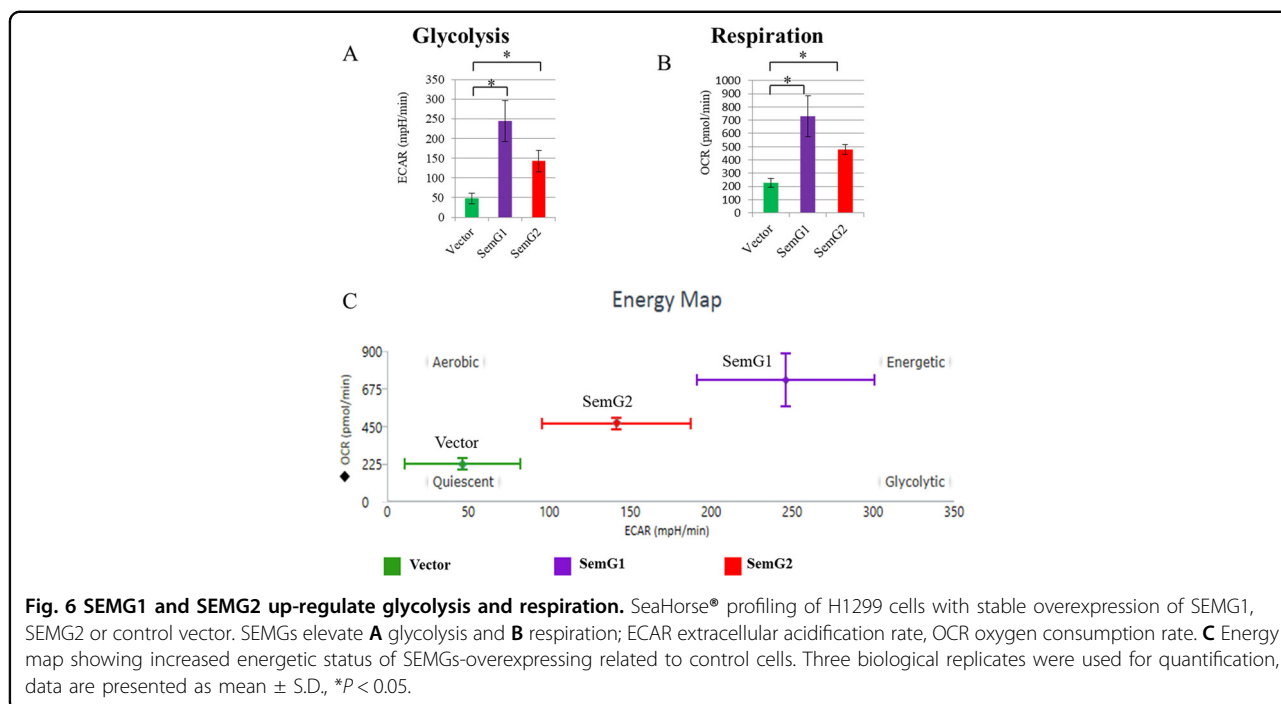 Glycolysis
Respiration
A
B
*
*
350
300
250
200
150
100
50
0
ECAR (mpH/min)
Vector
SemG1
SemG2
*
*
1000
900
800
700
600
500
400
300
200
100
0
OCR (pmol/min)
Vector
SemG1
SemG2
C
Energy Map
Aerobic
Energetic
SemG1
SemG2
Vector
Quiescent
Glycolytic
900
675
450
225
0
◆ OCR (pmol/min)
0 50 100 150 200 250 300 350
ECAR (mpH/min)
Vector SemG1 SemG2
Fig. 6 SEMG1 and SEMG2 up-regulate glycolysis and respiration. SeaHorse® profiling of H1299 cells with stable overexpression of SEMG1,
SEMG2 or control vector. SEMGs elevate A glycolysis and B respiration; ECAR extracellular acidification rate, OCR oxygen consumption rate. C Energy
map showing increased energetic status of SEMGs-overexpressing related to control cells. Three biological replicates were used for quantification,
data are presented as mean ± S.D., *P < 0.05.